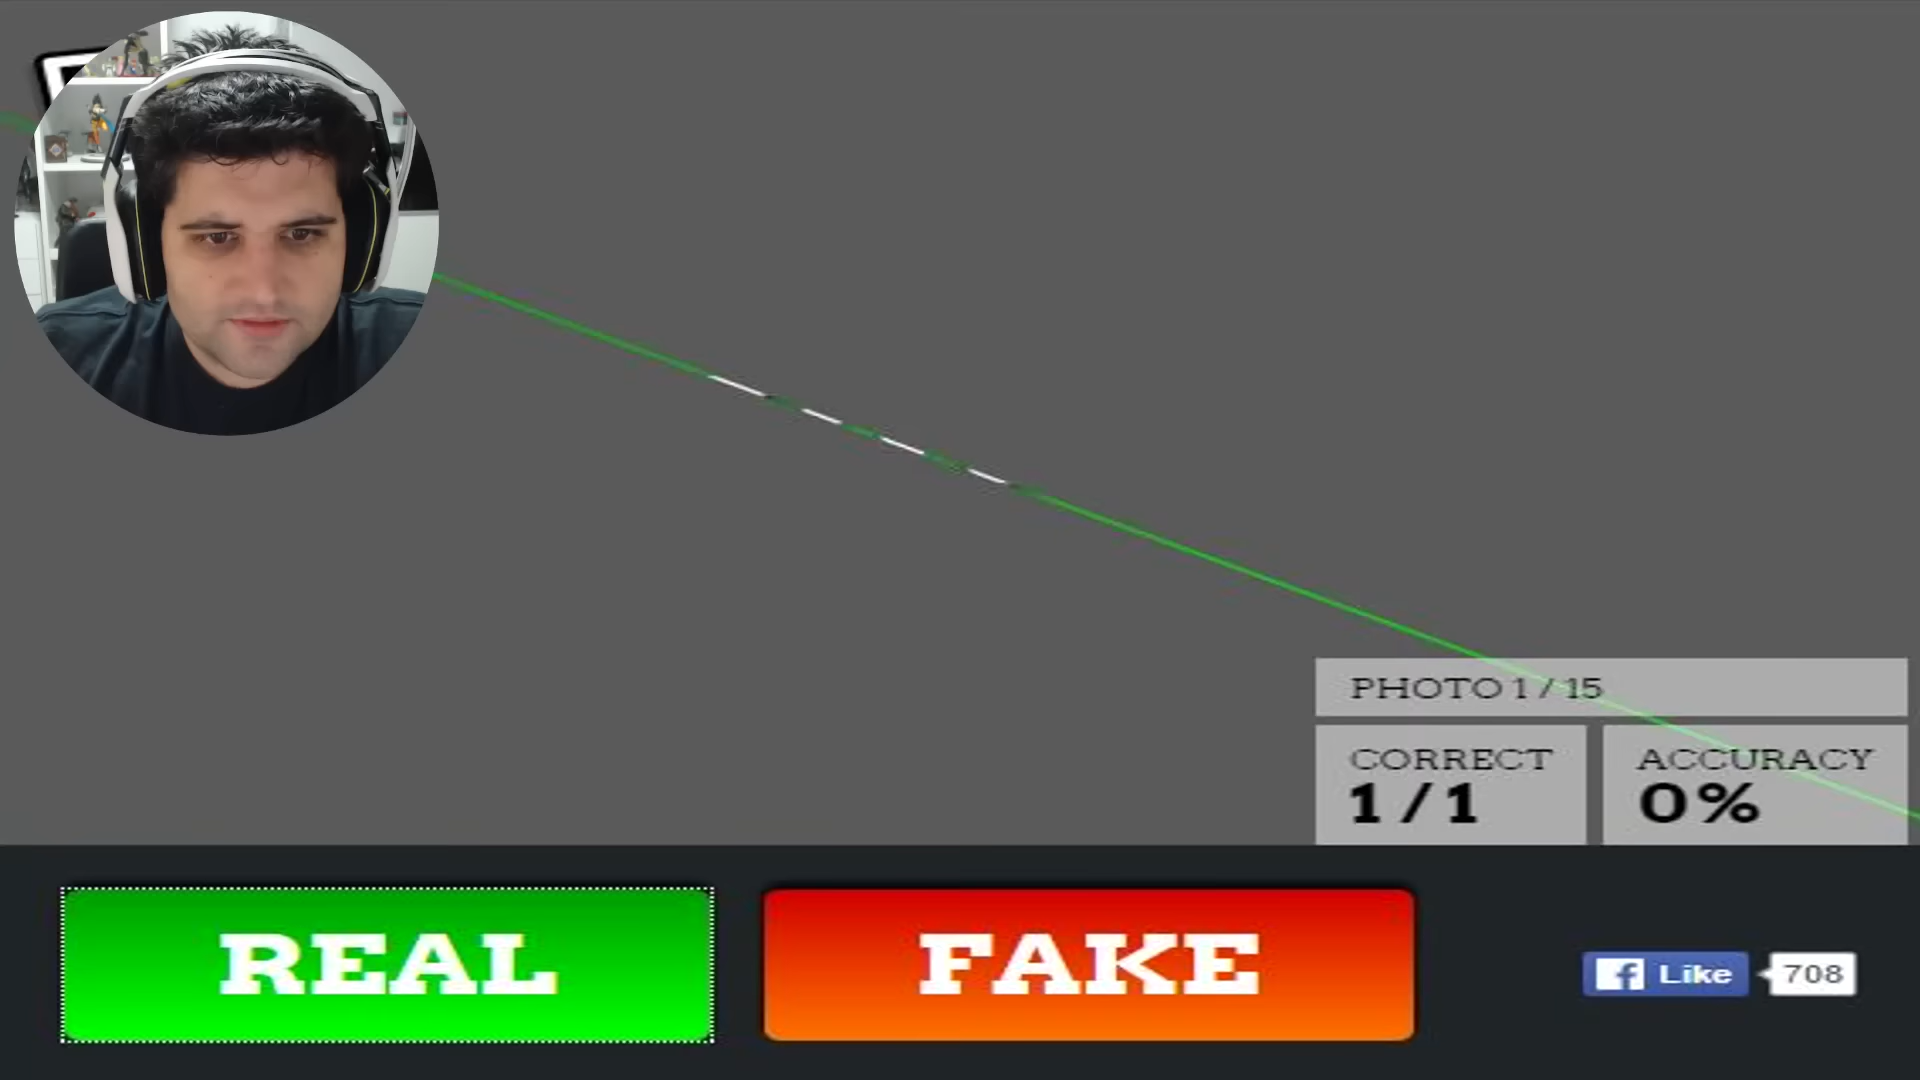 PHOTO 1 / 15
CORRECT
1 / 1
ACCURACY
0%
REAL
FAKE
Like
708